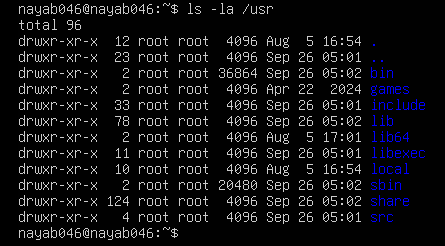 nayab046@nayab046:~$ ls -la /usr
total 96
drwxr-xr-x  12 root root  4096 Aug  5 16:54 .
drwxr-xr-x  23 root root  4096 Sep 26 05:01 ..
drwxr-xr-x   2 root root 36864 Sep 26 05:02 bin
drwxr-xr-x   2 root root  4096 Apr 22  2024 games
drwxr-xr-x  33 root root  4096 Sep 26 05:01 include
drwxr-xr-x  78 root root  4096 Sep 26 05:02 lib
drwxr-xr-x   2 root root  4096 Aug  5 17:01 lib64
drwxr-xr-x  11 root root  4096 Sep 26 05:01 libexec
drwxr-xr-x  10 root root  4096 Aug  5 16:54 local
drwxr-xr-x   2 root root 20480 Sep 26 05:02 sbin
drwxr-xr-x 124 root root  4096 Sep 26 05:02 share
drwxr-xr-x   4 root root  4096 Sep 26 05:01 src
nayab046@nayab046:~$